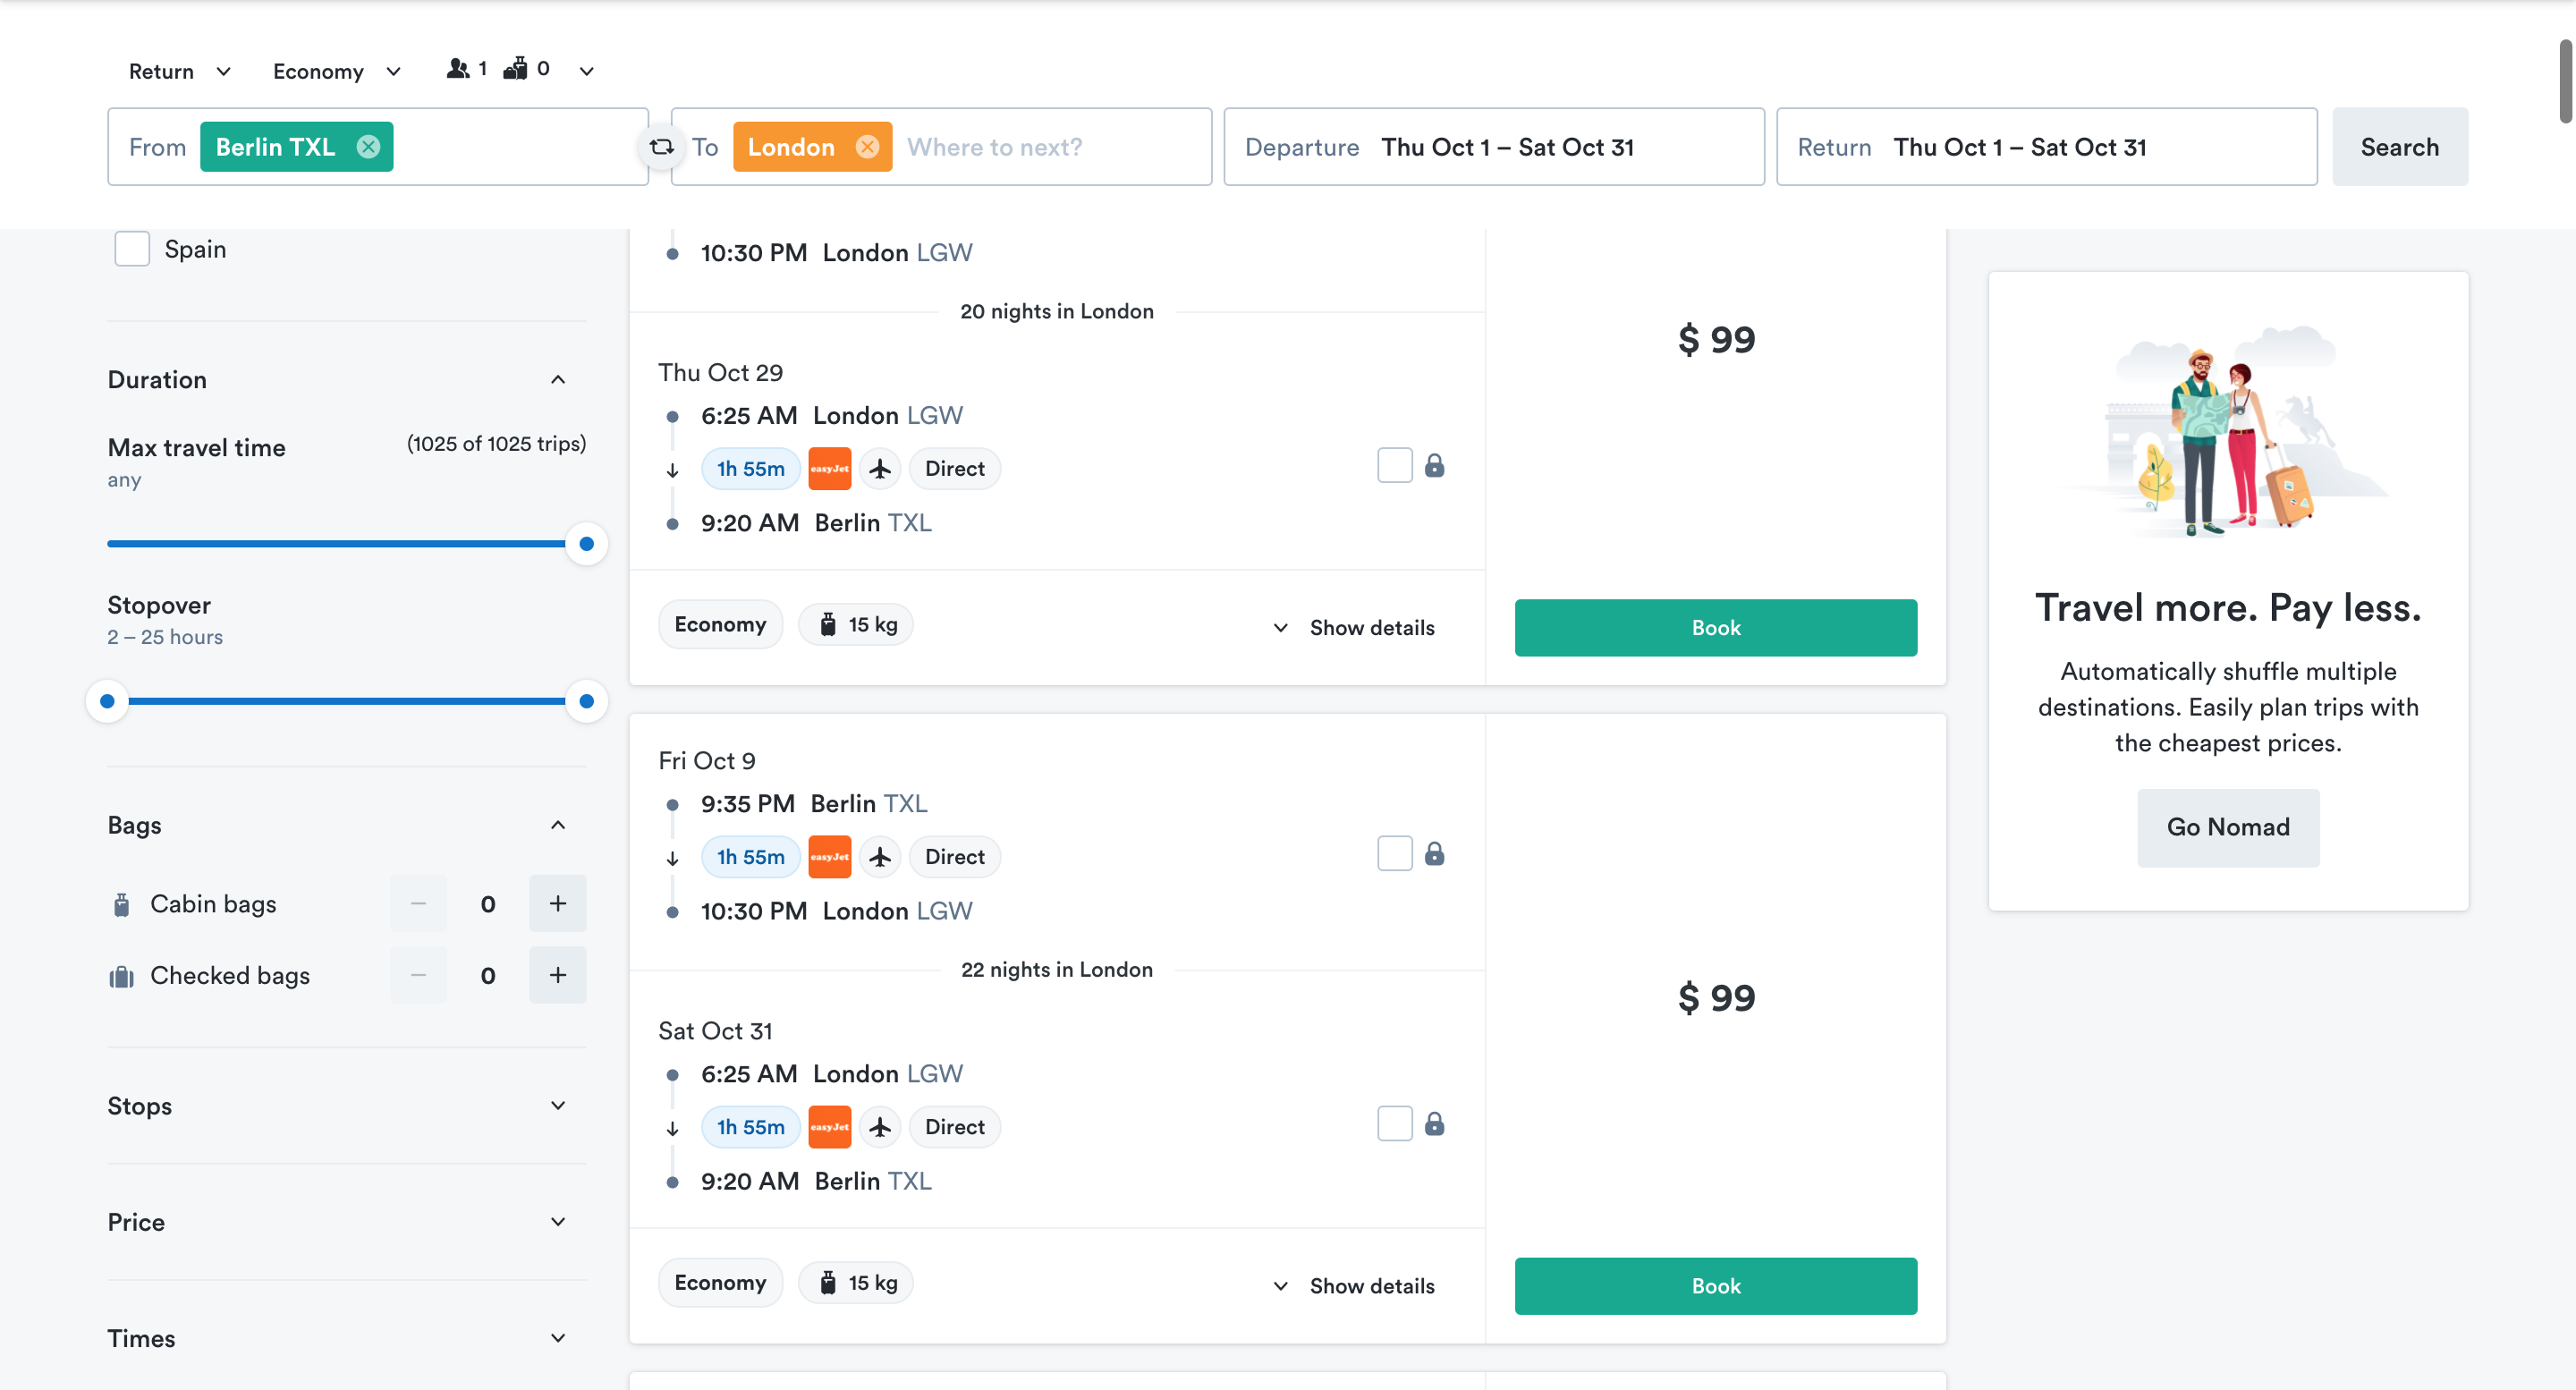 Return Economy 1 0
From Berlin TXL To London Where to next? Departure Thu Oct 1 – Sat Oct 31 Return Thu Oct 1 – Sat Oct 31 Search
Spain
Duration
Max travel time (1025 of 1025 trips)
any
Stopover
2 – 25 hours
Bags
Cabin bags 0 +
Checked bags 0 +
Stops
Price
Times
10:30 PM London LGW
20 nights in London
Thu Oct 29
6:25 AM London LGW
1h 55m easyJet Direct
9:20 AM Berlin TXL
Economy 15 kg Show details
$ 99
Book
Fri Oct 9
9:35 PM Berlin TXL
1h 55m easyJet Direct
10:30 PM London LGW
22 nights in London
Sat Oct 31
6:25 AM London LGW
1h 55m easyJet Direct
9:20 AM Berlin TXL
Economy 15 kg Show details
$ 99
Book
Travel more. Pay less.
Automatically shuffle multiple
destinations. Easily plan trips with
the cheapest prices.
Go Nomad